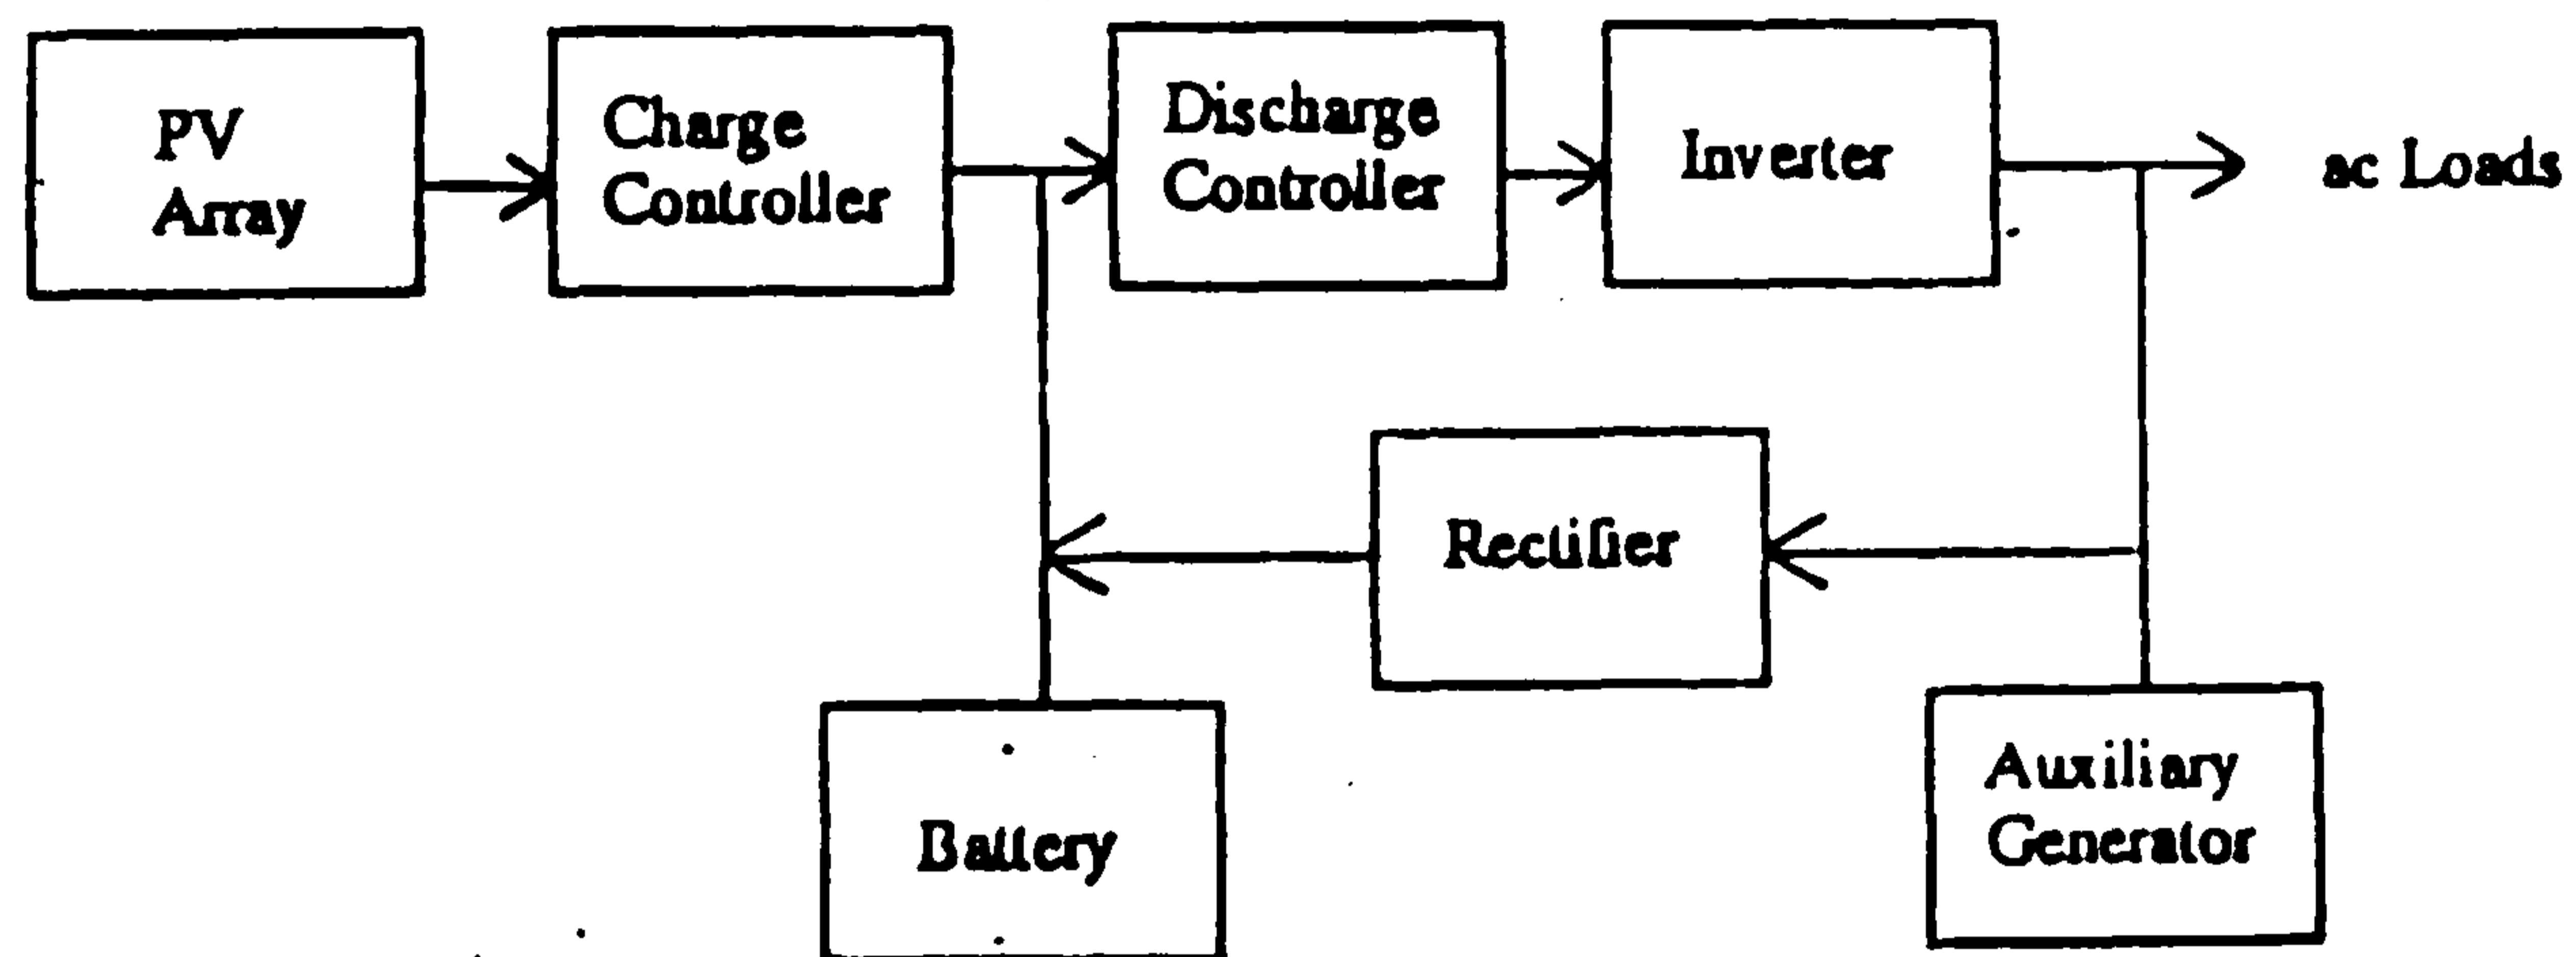 PV
Array
Charge
Controller
Discharge
Controller
Inverter
ac Loads
Rectifier
Battery
Auxiliary
Generator